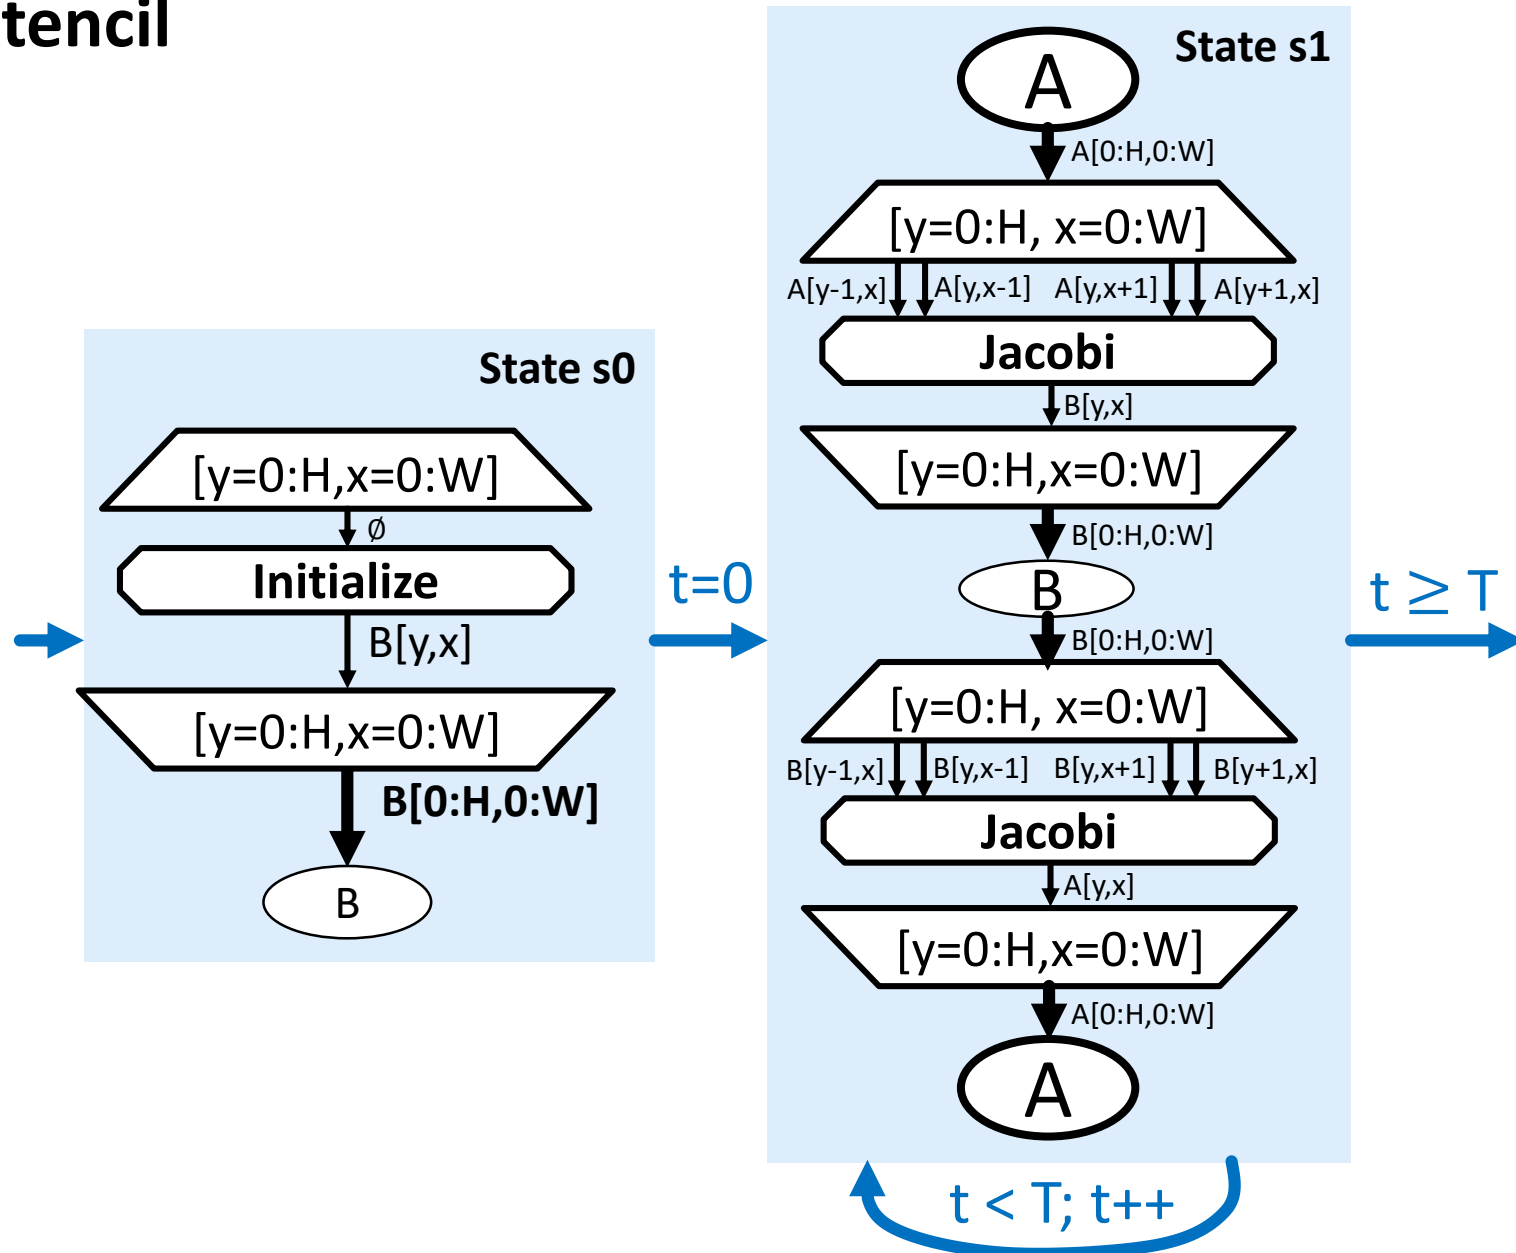 tencil
State s0
[y=0:H,x=0:W]
Ø
Initialize
B[y,x]
[y=0:H,x=0:W]
B[0:H,0:W]
B
t=0
State s1
A
A[0:H,0:W]
[y=0:H, x=0:W]
A[y-1,x] A[y,x-1] A[y,x+1] A[y+1,x]
Jacobi
B[y,x]
[y=0:H,x=0:W]
B[0:H,0:W]
B
B[0:H,0:W]
[y=0:H, x=0:W]
B[y-1,x] B[y,x-1] B[y,x+1] B[y+1,x]
Jacobi
A[y,x]
[y=0:H,x=0:W]
A[0:H,0:W]
A
t < T; t++
t ≥ T